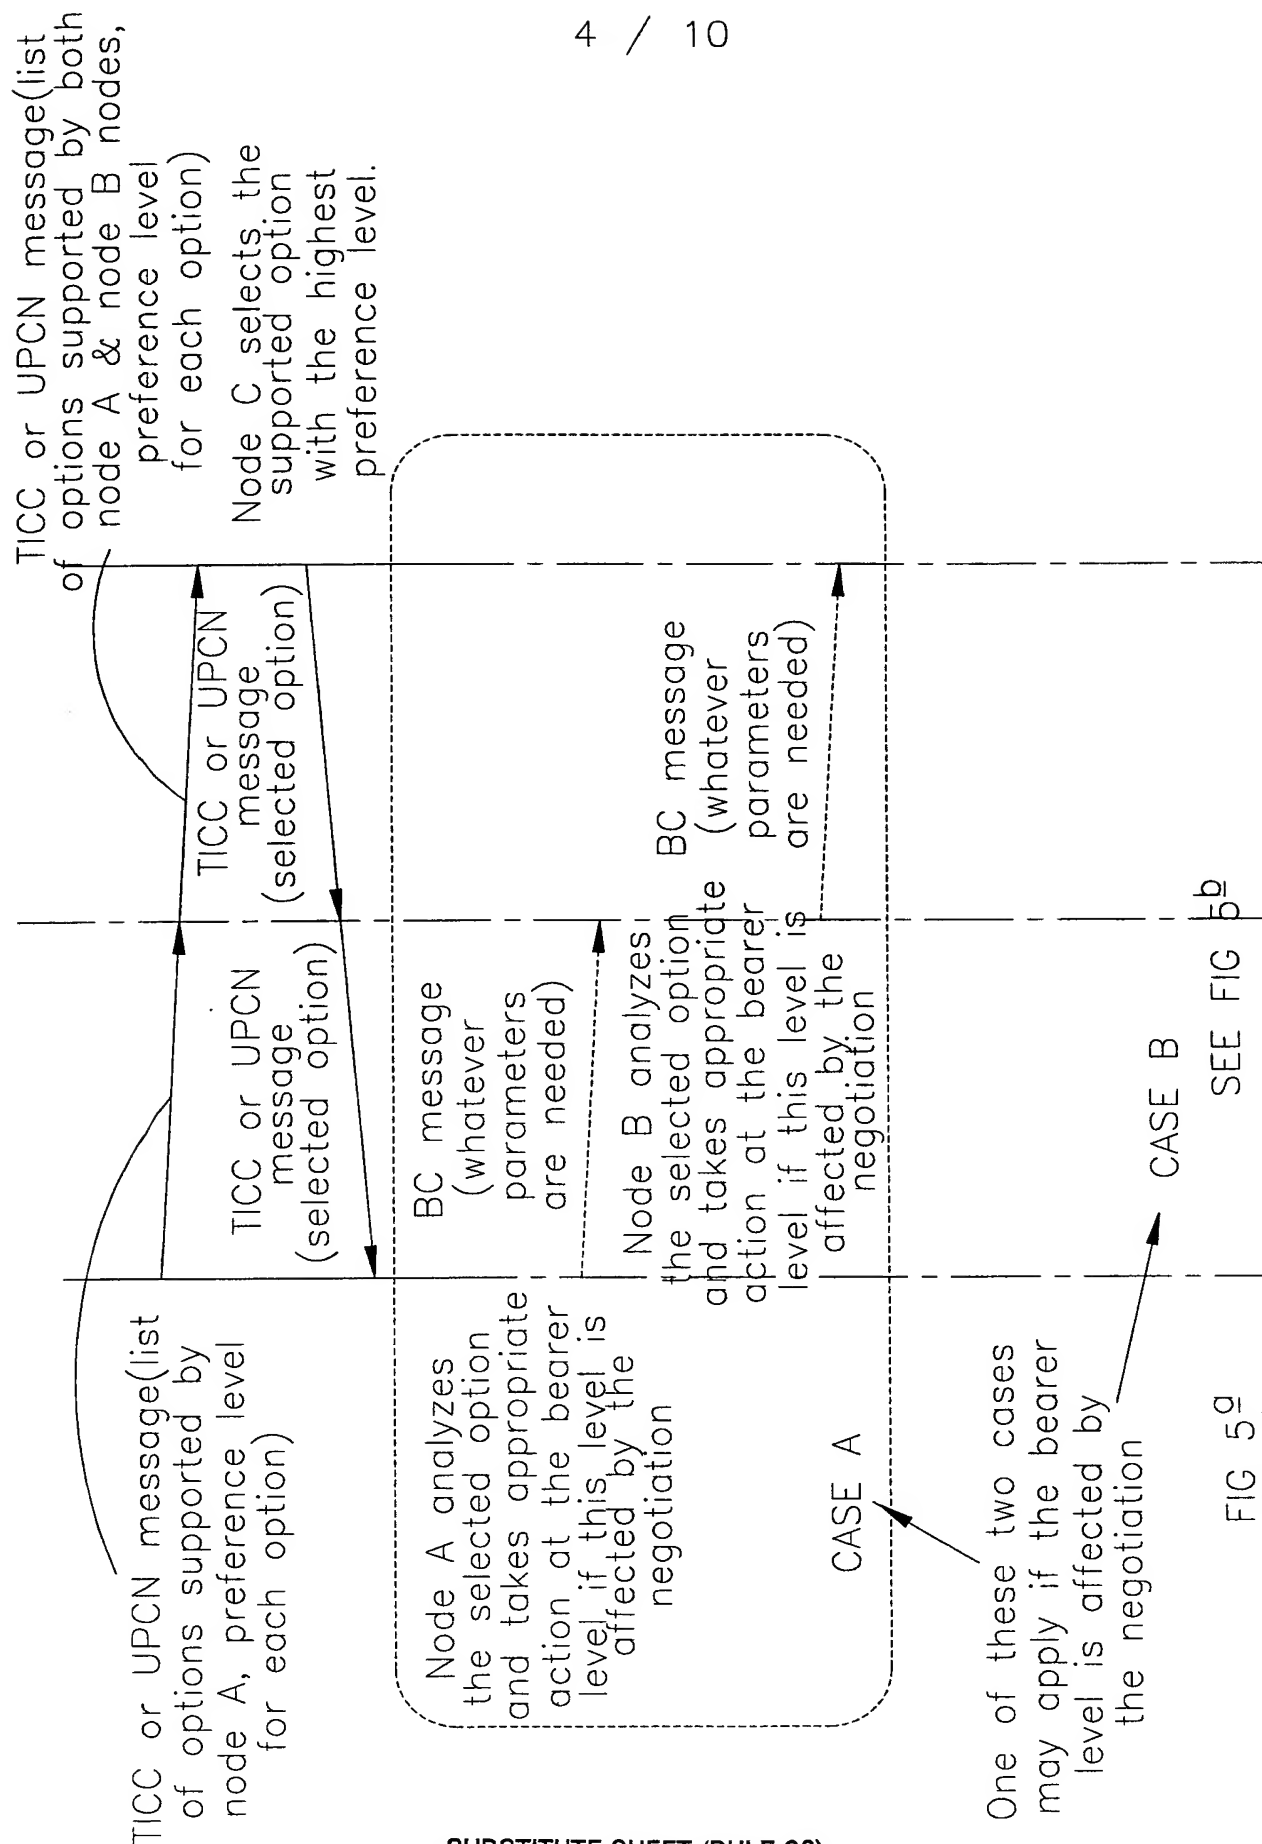 4 / 10
TICC or UPCN message(list
of options supported by
node A, preference level
for each option)
TICC or UPCN
message
(selected option)
TICC or UPCN
message
(selected option)
TICC or UPCN message(list
of options supported by both
node A & node B nodes,
preference level
for each option)
Node C selects the
supported option
with the highest
preference level.
Node A analyzes
the selected option
and takes appropriate
action at the bearer
level if this level is
affected by the
negotiation
BC message
(whatever
parameters
are needed)
Node B analyzes
the selected option
and takes appropriate
action at the bearer
level if this level is
affected by the
negotiation
BC message
(whatever
parameters
are needed)
CASE A
One of these two cases
may apply if the bearer
level is affected by
the negotiation
CASE B
SEE FIG 5b
FIG 5a
SUBSTITUTE SHEET (RULE 26)